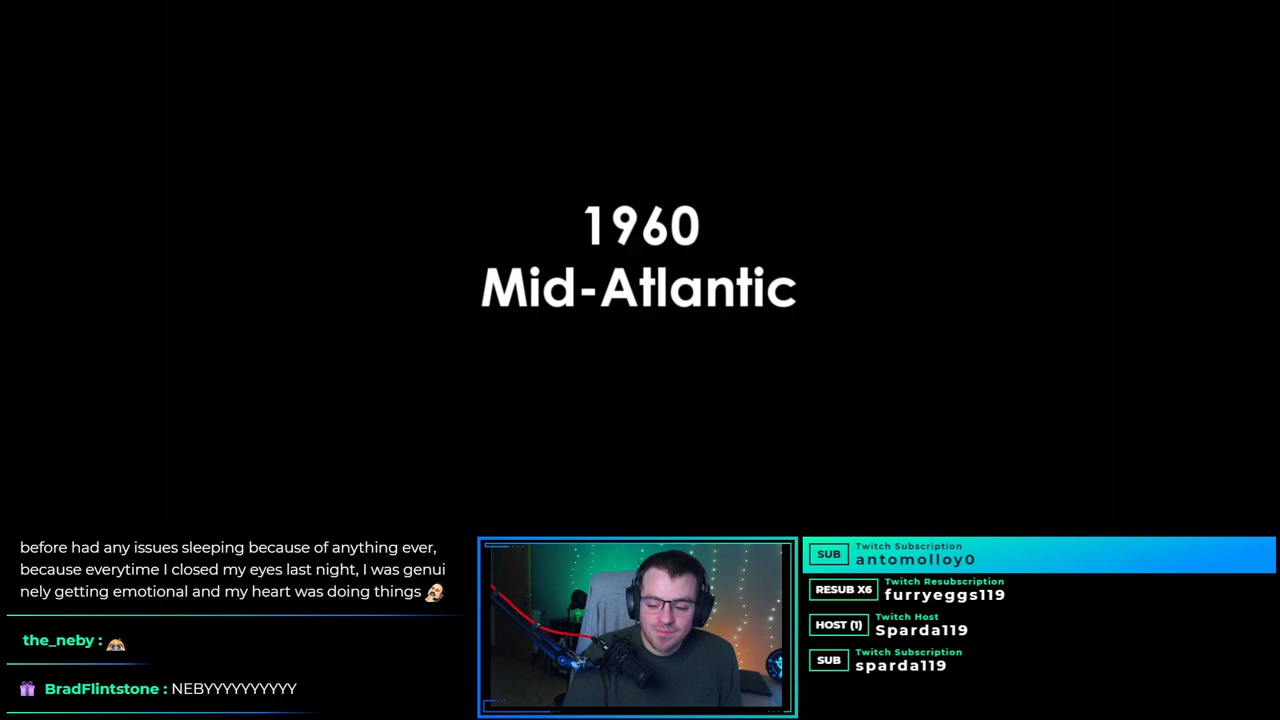 1960
Mid-Atlantic
before had any issues sleeping because of anything ever,
because everytime I closed my eyes last night, I was genui
nely getting emotional and my heart was doing things
the_neby :
BradFlintstone : NEBYYYYYYYYYY
SUB
Twitch Subscription
antomolloy0
RESUB X6
Twitch Resubscription
furryeggs119
HOST (1)
Twitch Host
Sparda119
SUB
Twitch Subscription
sparda119